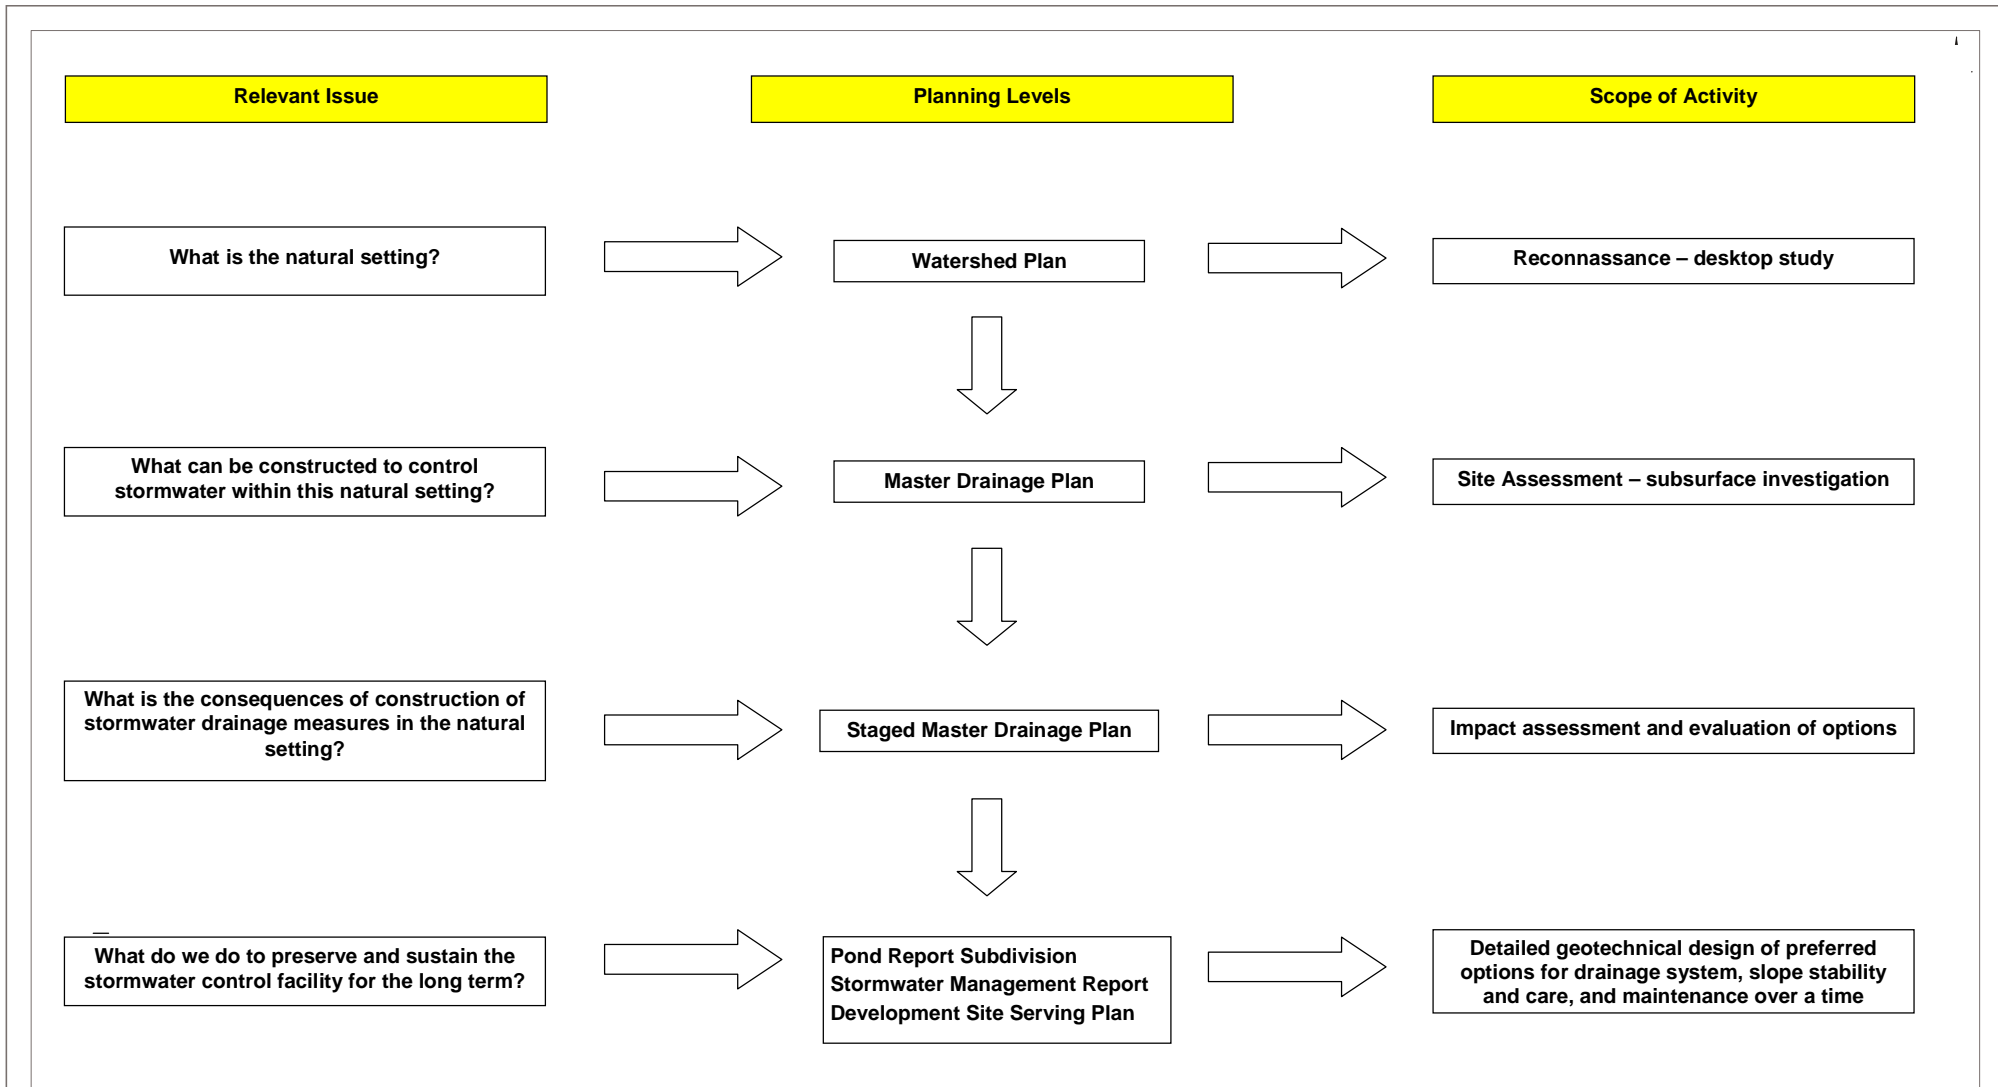 Relevant Issue
Planning Levels
Scope of Activity
What is the natural setting?
Watershed Plan
Reconnassance – desktop study
What can be constructed to control
stormwater within this natural setting?
Master Drainage Plan
Site Assessment – subsurface investigation
What is the consequences of construction of
stormwater drainage measures in the natural
setting?
Staged Master Drainage Plan
Impact assessment and evaluation of options
What do we do to preserve and sustain the
stormwater control facility for the long term?
Pond Report Subdivision
Stormwater Management Report
Development Site Serving Plan
Detailed geotechnical design of preferred
options for drainage system, slope stability
and care, and maintenance over a time